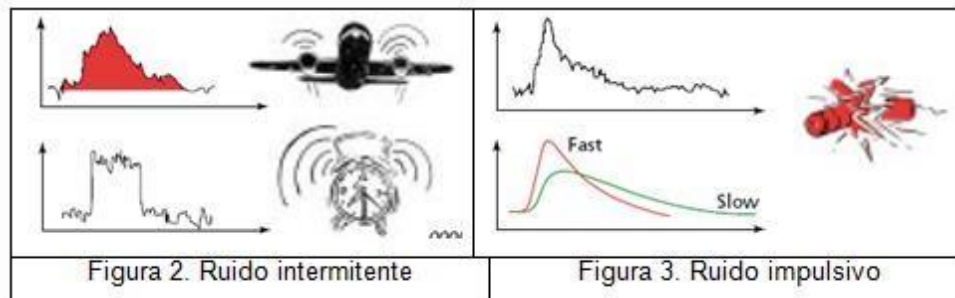 Fast
Slow
Figura 2. Ruido intermitente
Figura 3. Ruido impulsivo